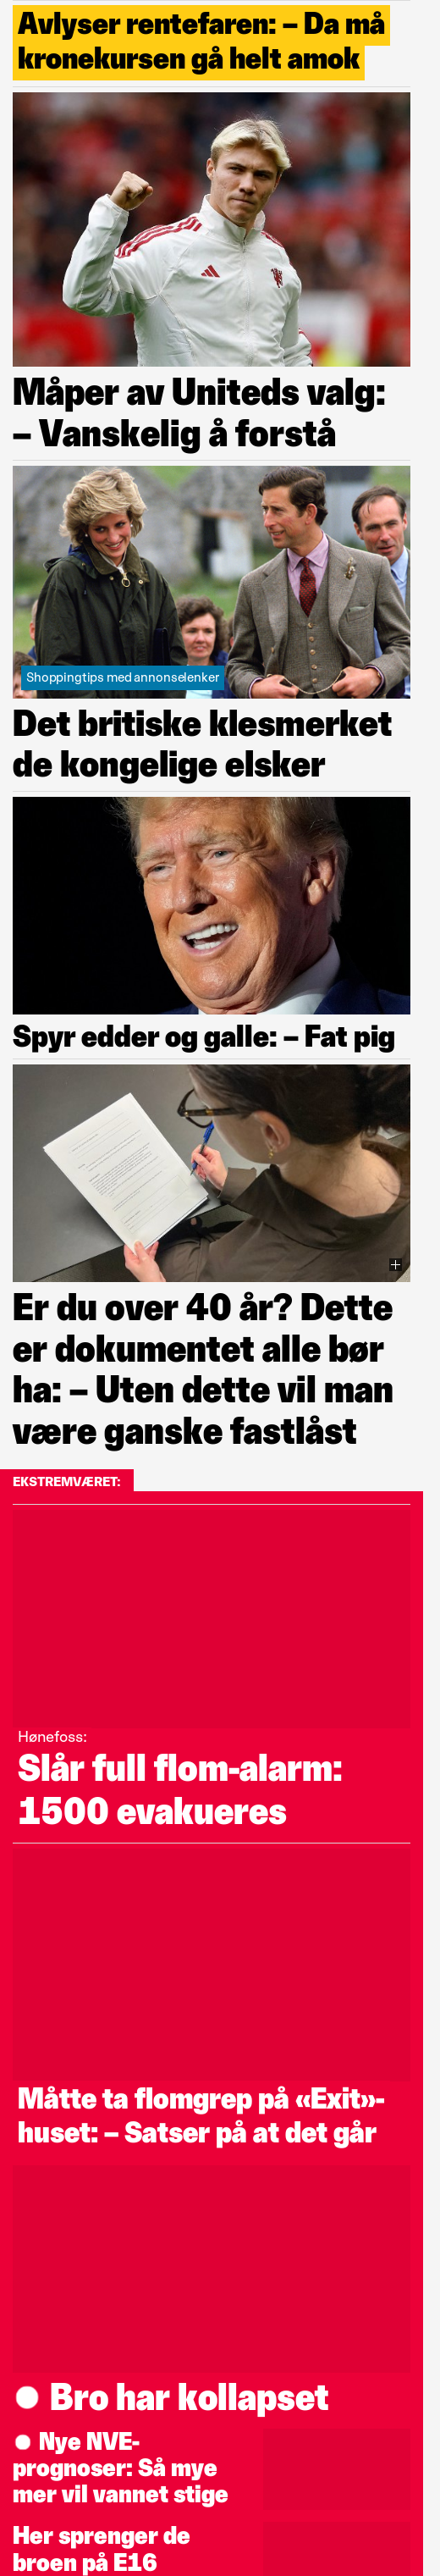 Avlyser rentefaren: – Da må
kronekursen gå helt amok
Måper av Uniteds valg:
– Vanskelig å forstå
Shoppingtips med annonselenker
Det britiske klesmerket
de kongelige elsker
Spyr edder og galle: – Fat pig
Er du over 40 år? Dette
er dokumentet alle bør
ha: – Uten dette vil man
være ganske fastlåst
EKSTREMVÆRET:
Hønefoss:
Slår full flom-alarm:
1500 evakueres
Måtte ta flomgrep på «Exit»-
huset: – Satser på at det går
Bro har kollapset
Nye NVE-
prognoser: Så mye
mer vil vannet stige
Her sprenger de
broen på E16